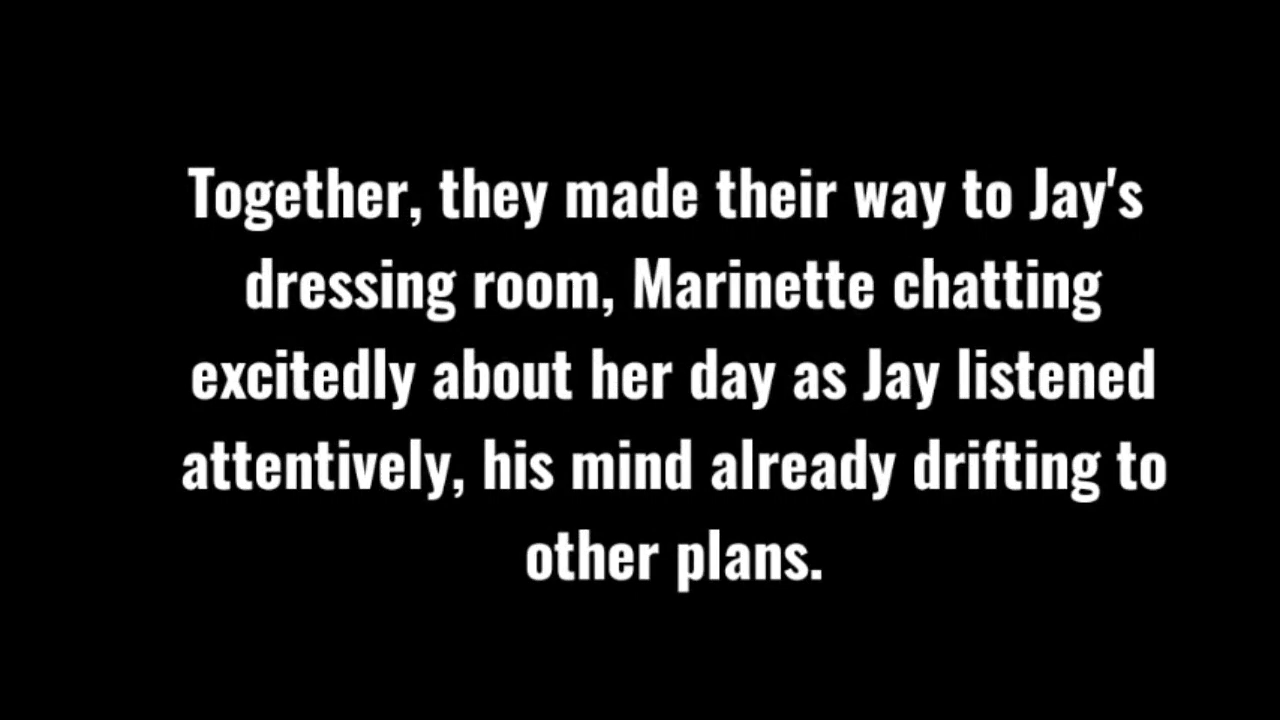 Together, they made their way to Jay's
dressing room, Marinette chatting
excitedly about her day as Jay listened
attentively, his mind already drifting to
other plans.